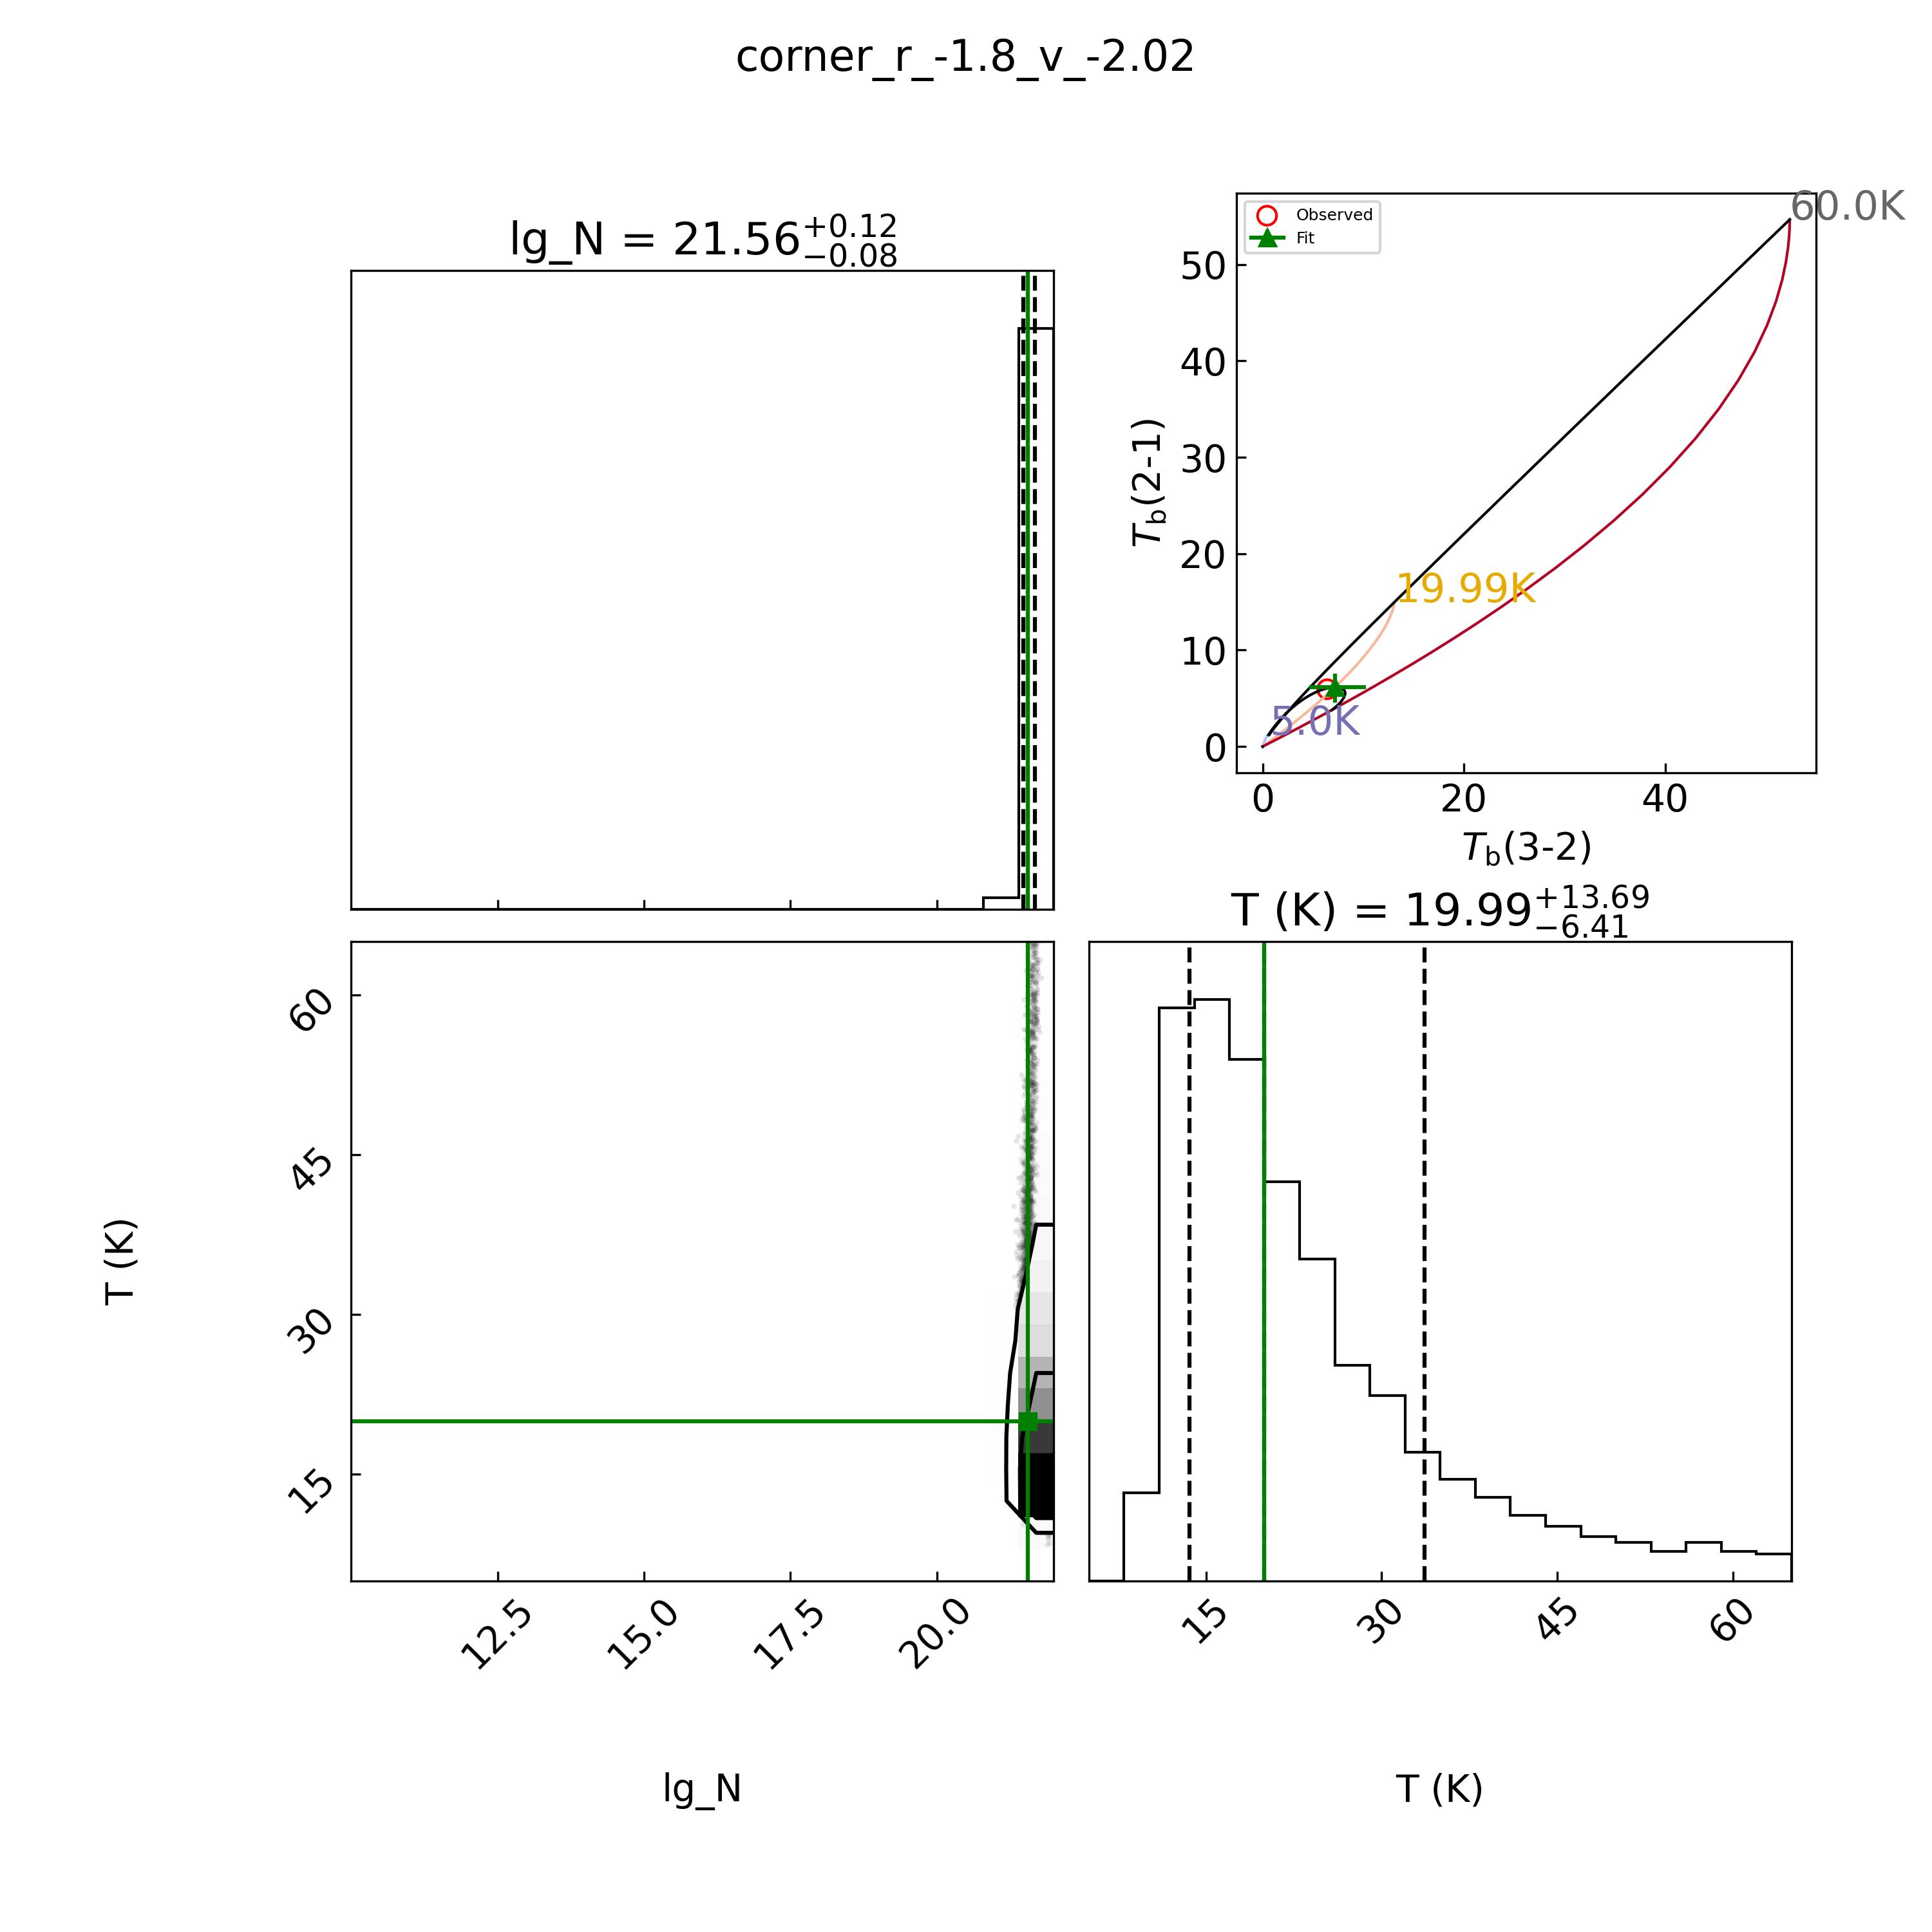 corner_r_-1.8_v_-2.02
lg_N = 21.56+0.12−0.08
Observed
Fit
60.0K
19.99K
5.0K
50
40
30
20
10
0
Tb(2-1)
0 20 40
Tb(3-2)
T (K) = 19.99+13.69−6.41
60
45
30
15
T (K)
12.5 15.0 17.5 20.0
lg_N
15 30 45 60
T (K)